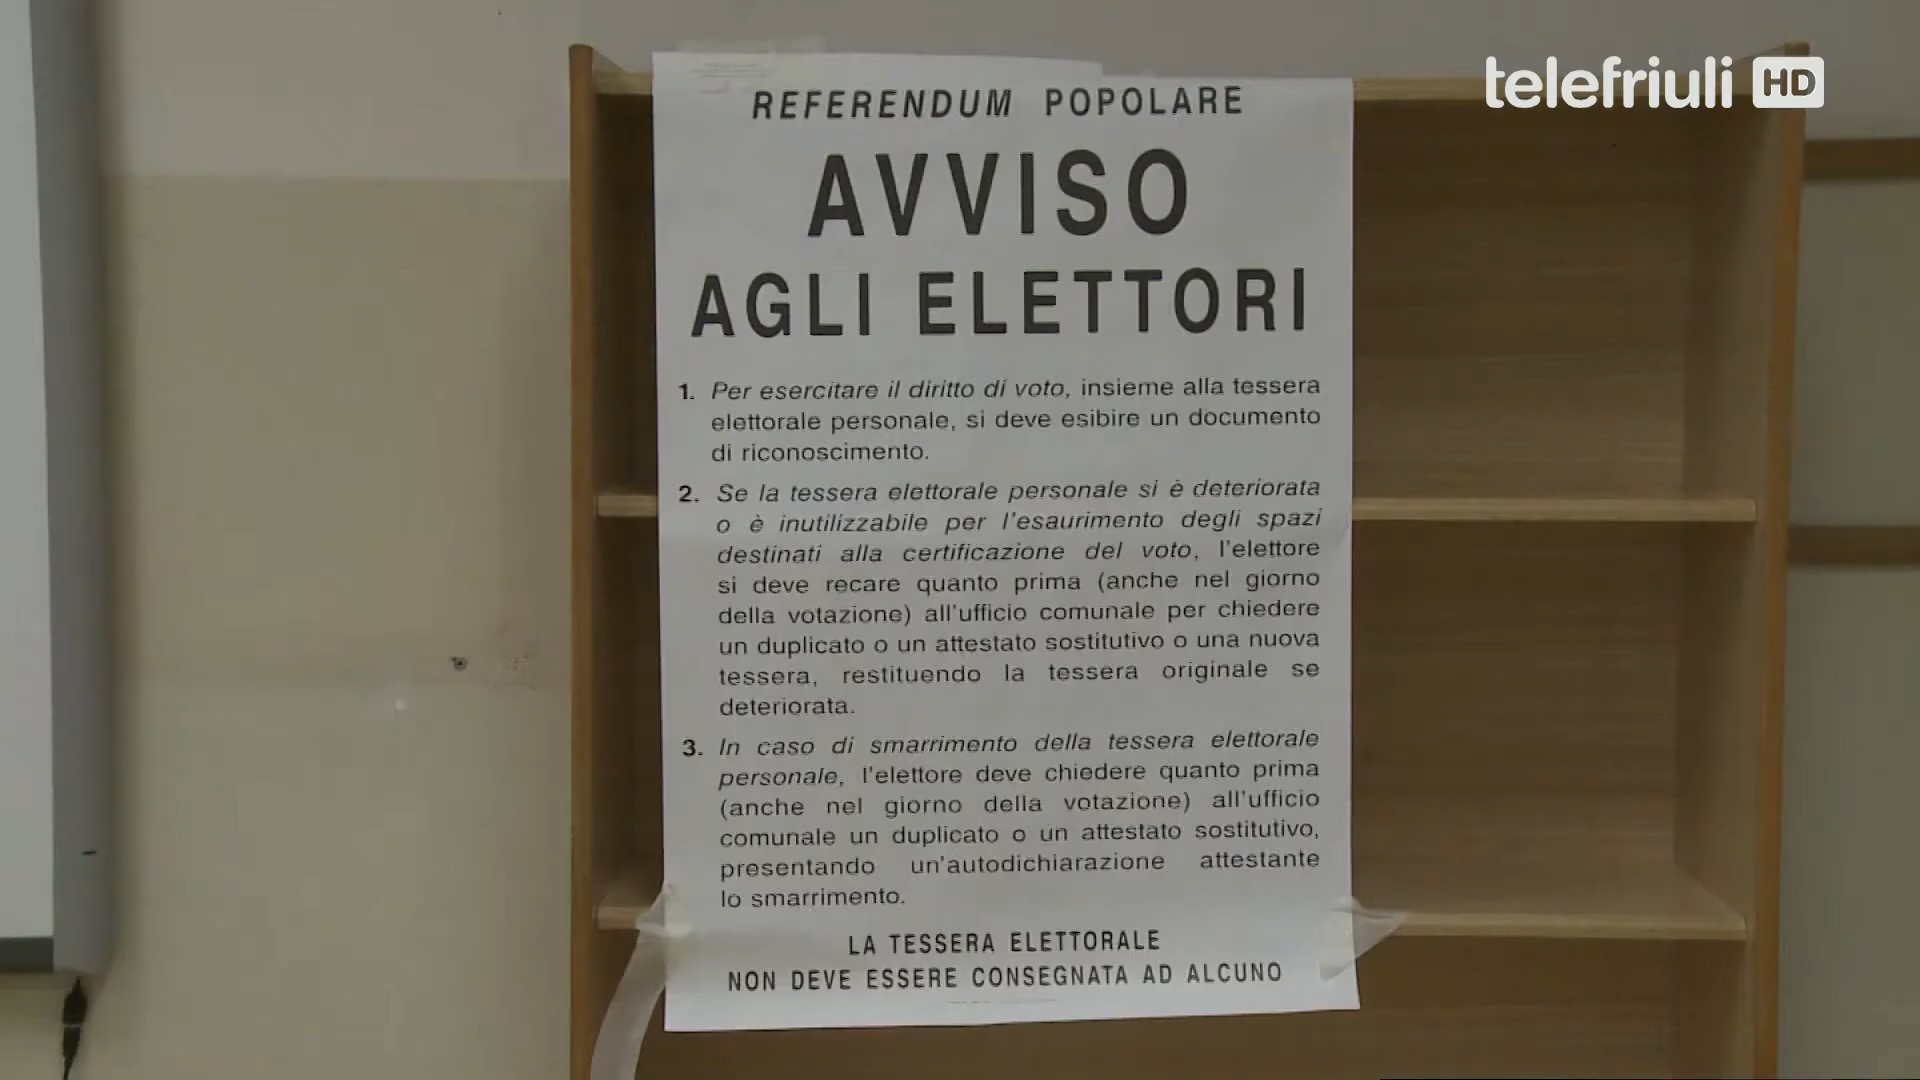 telefriuli HD
REFERENDUM POPOLARE
AVVISO
AGLI ELETTORI
1. Per esercitare il diritto di voto, insieme alla tessera
elettorale personale, si deve esibire un documento
di riconoscimento.
2. Se la tessera elettorale personale si è deteriorata
o è inutilizzabile per l'esaurimento degli spazi
destinati alla certificazione del voto, l'elettore
si deve recare quanto prima (anche nel giorno
della votazione) all'ufficio comunale per chiedere
un duplicato o un attestato sostitutivo o una nuova
tessera, restituendo la tessera originale se
deteriorata.
3. In caso di smarrimento della tessera elettorale
personale, l'elettore deve chiedere quanto prima
(anche nel giorno della votazione) all'ufficio
comunale un duplicato o un attestato sostitutivo,
presentando un'autodichiarazione attestante
lo smarrimento.
LA TESSERA ELETTORALE
NON DEVE ESSERE CONSEGNATA AD ALCUNO